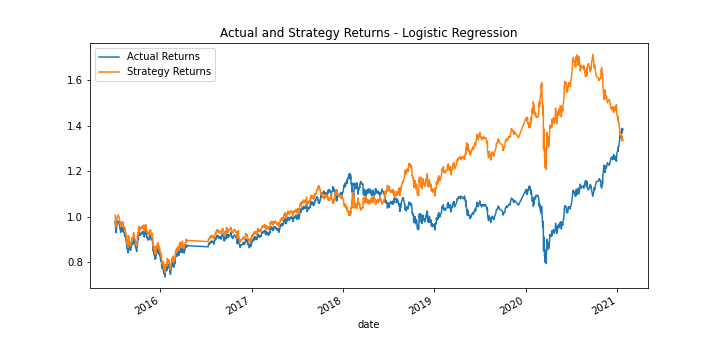 Actual and Strategy Returns - Logistic Regression
Actual Returns
Strategy Returns
1.6
1.4
1.2
1.0
0.8
2016
2017
2018
2019
2020
2021
date